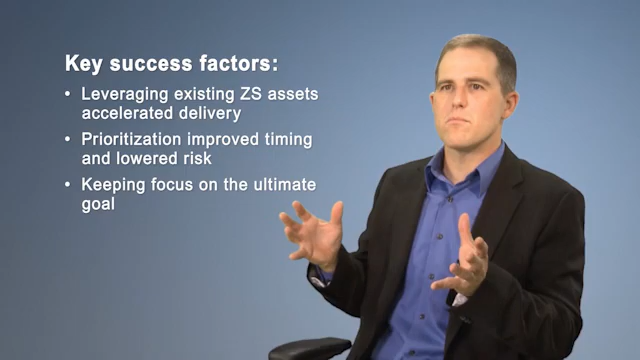 Key success factors:
• Leveraging existing ZS assets
accelerated delivery
• Prioritization improved timing
and lowered risk
• Keeping focus on the ultimate
goal